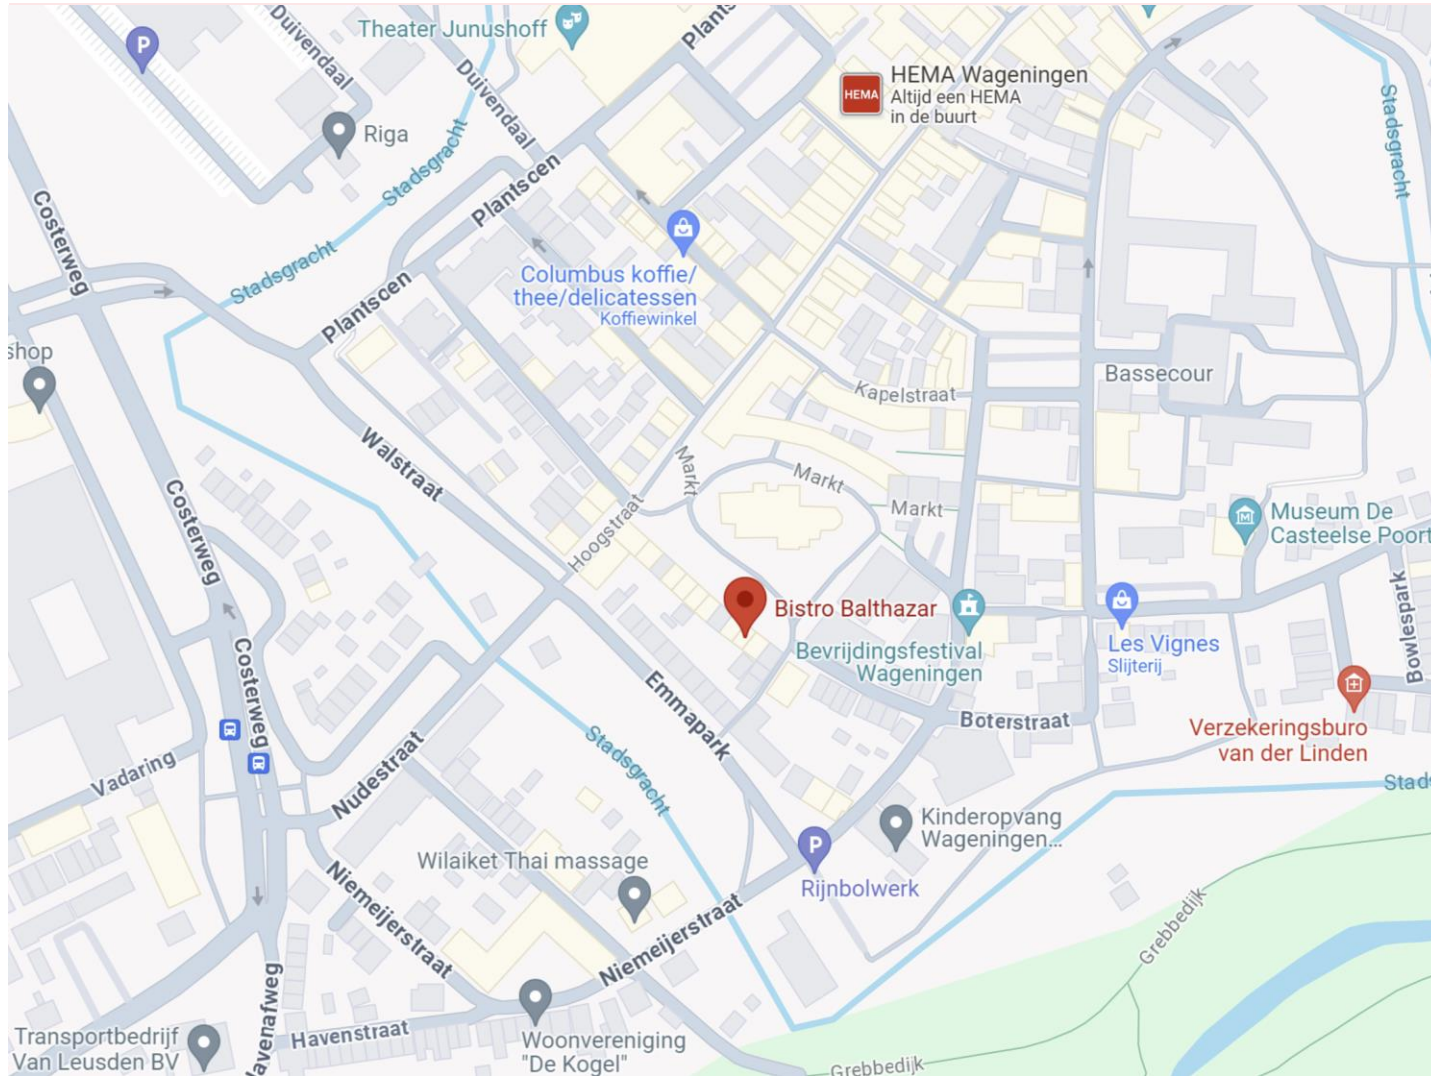 Duivendaal
Theater Junushoff
Plants
P
Duivendaal
HEMA
HEMA Wageningen
Altijd een HEMA
in de buurt
Riga
Stadsgracht
Stadsgracht
Plantsoen
Costerweg
Stadsgracht
Columbus koffie/
thee/delicatessen
Koffiewinkel
Plantsoen
shop
Bassecour
Kapelstraat
Walstraat
Markt
Markt
Markt
Costerweg
Hoogstraat
Museum De
Casteelse Poort
Bistro Balthazar
Bowlespark
Bevrijdingsfestival
Wageningen
Les Vignes
Slijterij
Costerweg
Emmapark
Boterstraat
Verzekeringsburo
van der Linden
Vadaring
Nudestraat
Stadsgracht
Stads
Kinderopvang
Wageningen...
Wilaiket Thai massage
P
Rijnbolwerk
Niemeijerstraat
Niemeijerstraat
Grebbedijk
Havenafweg
Havenstraat
Transportbedrijf
Van Leusden BV
Woonvereniging
"De Kogel"
Grebbedijk